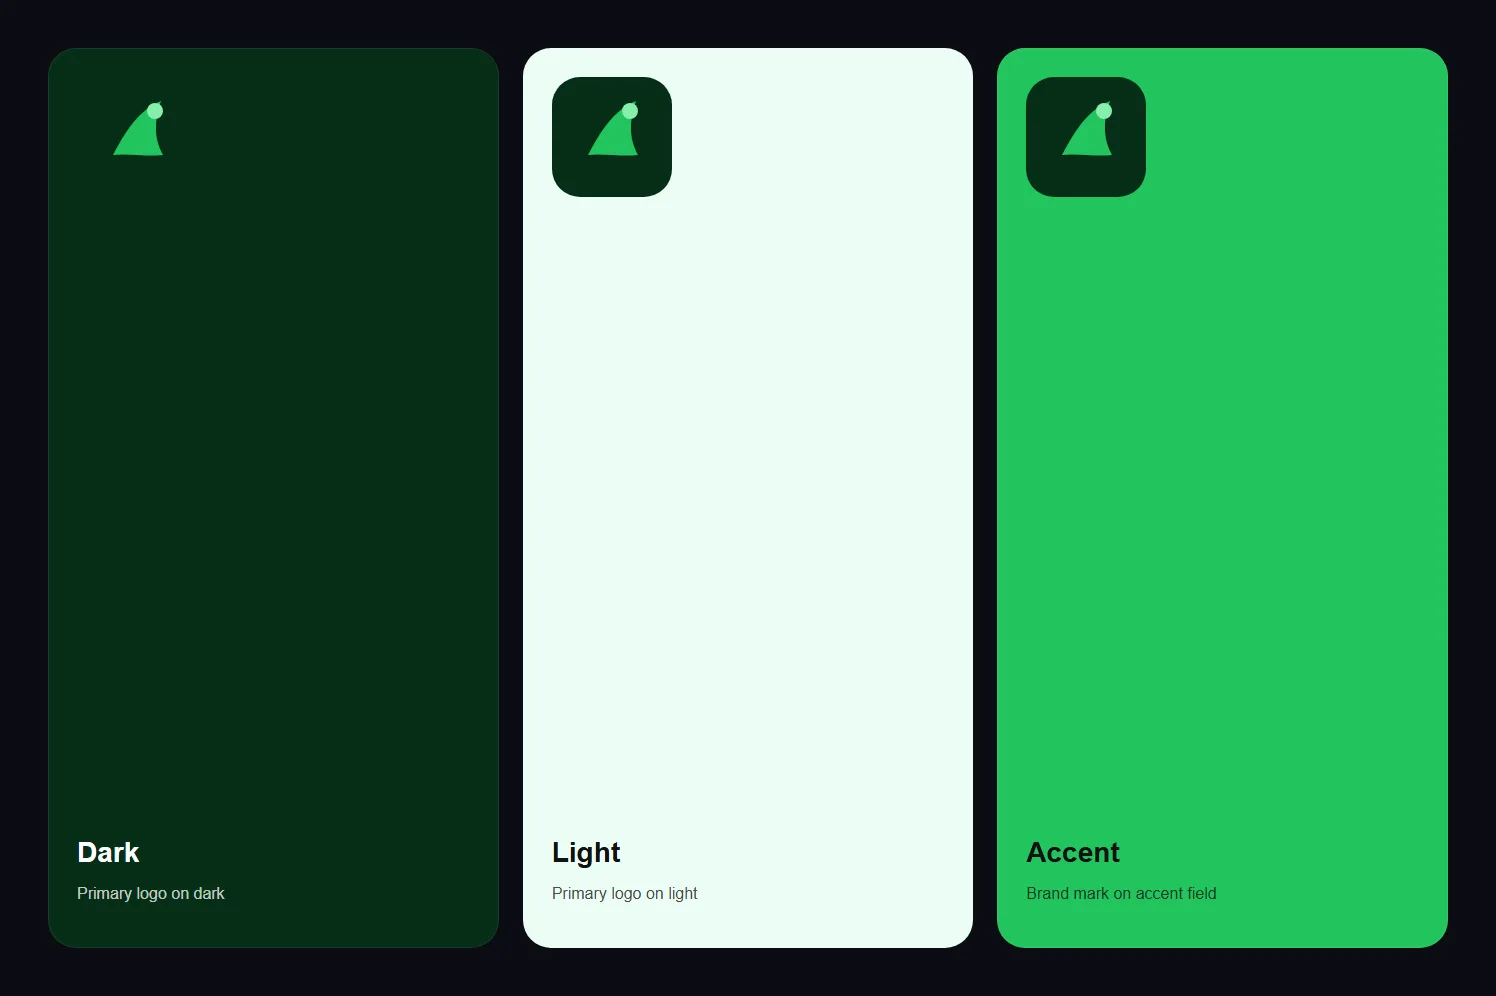 Dark
Primary logo on dark
Light
Primary logo on light
Accent
Brand mark on accent field